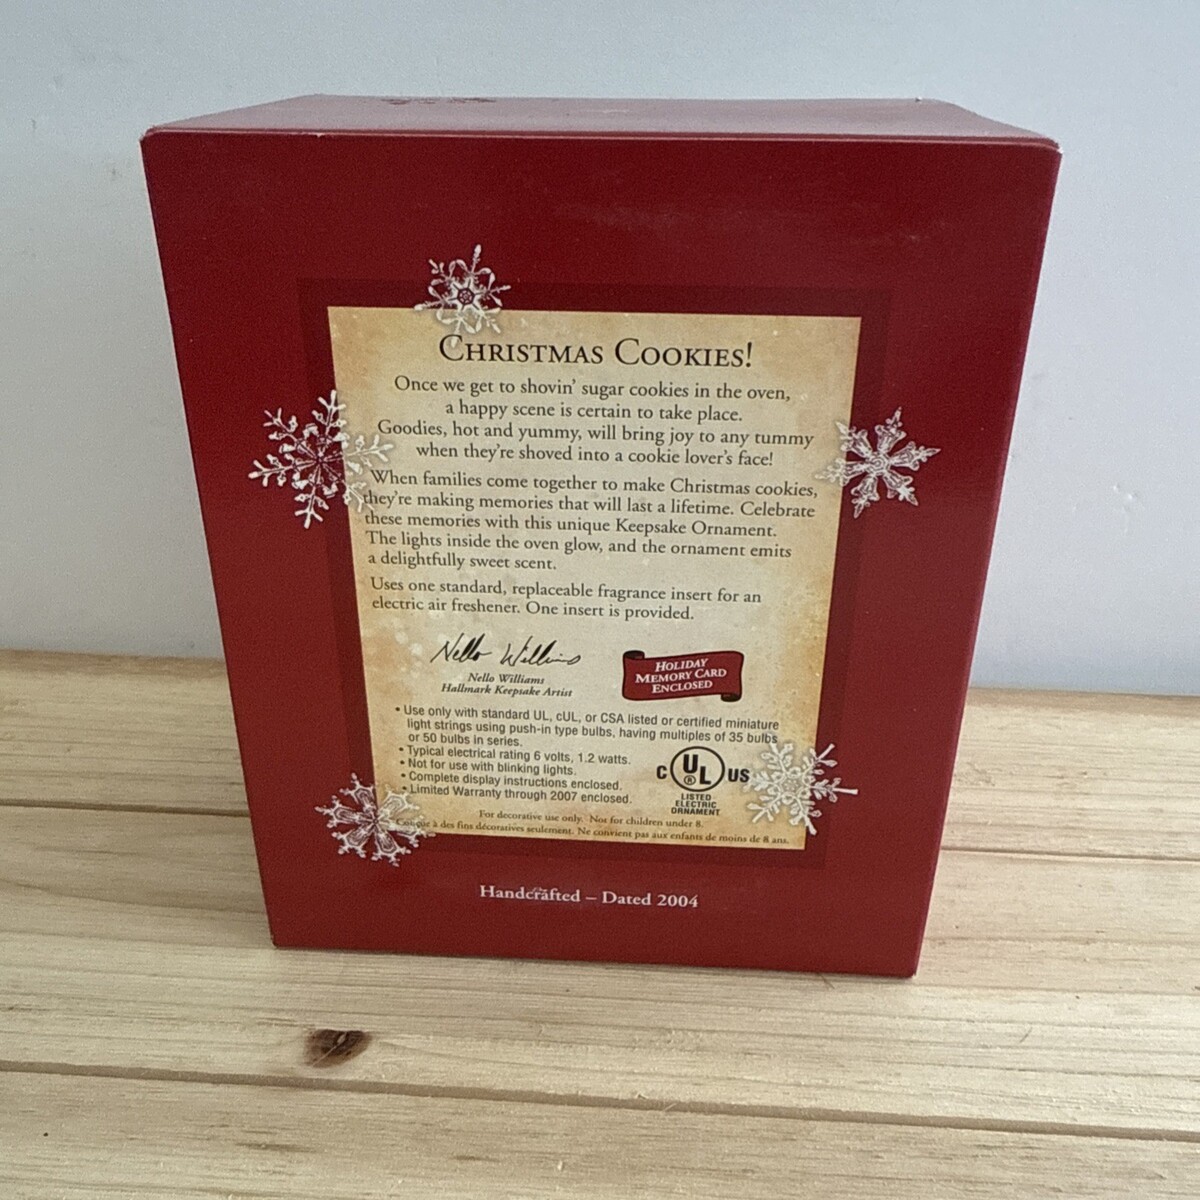 CHRISTMAS COOKIES!
Once we get to shovin' sugar cookies in the oven,
a happy scene is certain to take place.
Goodies, hot and yummy, will bring joy to any tummy
when they're shoved into a cookie lover's face!
When families come together to make Christmas cookies,
they're making memories that will last a lifetime. Celebrate
these memories with this unique Keepsake Ornament.
The lights inside the oven glow, and the ornament emits
a delightfully sweet scent.
Uses one standard, replaceable fragrance insert for an
electric air freshener. One insert is provided.
Nello Williams
Nello Williams
Hallmark Keepsake Artist
HOLIDAY
MEMORY CARD
ENCLOSED
• Use only with standard UL, cUL, or CSA listed or certified miniature
light strings using push-in type bulbs, having multiples of 35 bulbs
or 50 bulbs in series.
• Typical electrical rating 6 volts, 1.2 watts.
• Not for use with blinking lights.
• Complete display instructions enclosed.
• Limited Warranty through 2007 enclosed.
C UL ® US
LISTED
ELECTRIC
ORNAMENT
For decorative use only. Not for children under 8.
à des fins décoratives seulement. Ne convient pas aux enfants de moins de 8 ans.
Handcrafted – Dated 2004